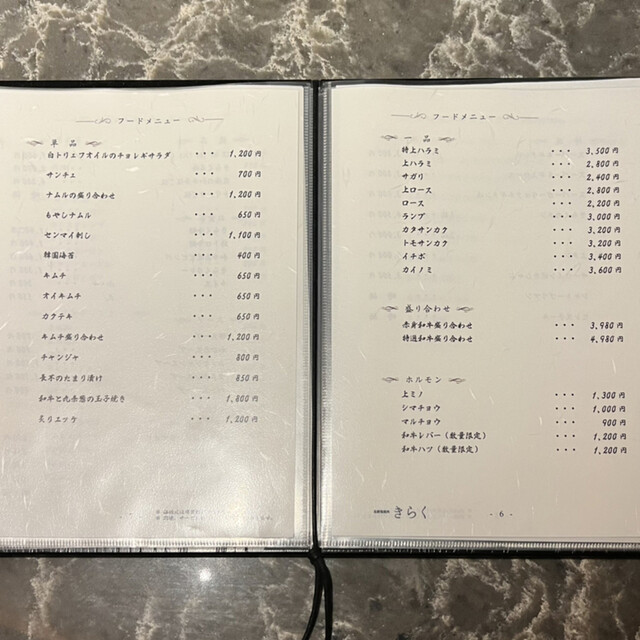 フードメニュー
単品
白トリュフオイルのチョレギサラダ ・・・ 1,200円
サンチュ ・・・ 700円
ナムルの盛り合わせ ・・・ 1,200円
もやしナムル ・・・ 650円
センマイ刺し ・・・ 1,100円
韓国海苔 ・・・ 400円
キムチ ・・・ 650円
オイキムチ ・・・ 650円
カクテキ ・・・ 650円
キムチ盛り合わせ ・・・ 1,200円
チャンジャ ・・・ 800円
長芋のたまり漬け ・・・ 850円
和牛と九条葱の玉子焼き ・・・ 1,800円
炙りユッケ ・・・ 1,200円
フードメニュー
一品
特上ハラミ ・・・ 3,500円
上ハラミ ・・・ 2,800円
サガリ ・・・ 2,400円
上ロース ・・・ 2,800円
ロース ・・・ 2,200円
ランプ ・・・ 3,000円
カタサンカク ・・・ 3,200円
トモサンカク ・・・ 3,200円
イチボ ・・・ 3,400円
カイノミ ・・・ 3,600円
盛り合わせ
赤身和牛盛り合わせ ・・・ 3,980円
特選和牛盛り合わせ ・・・ 4,980円
ホルモン
上ミノ ・・・ 1,300円
シマチョウ ・・・ 1,000円
マルチョウ ・・・ 900円
和牛レバー（数量限定） ・・・ 1,200円
和牛ハツ（数量限定） ・・・ 1,200円
きらく
- 6 -